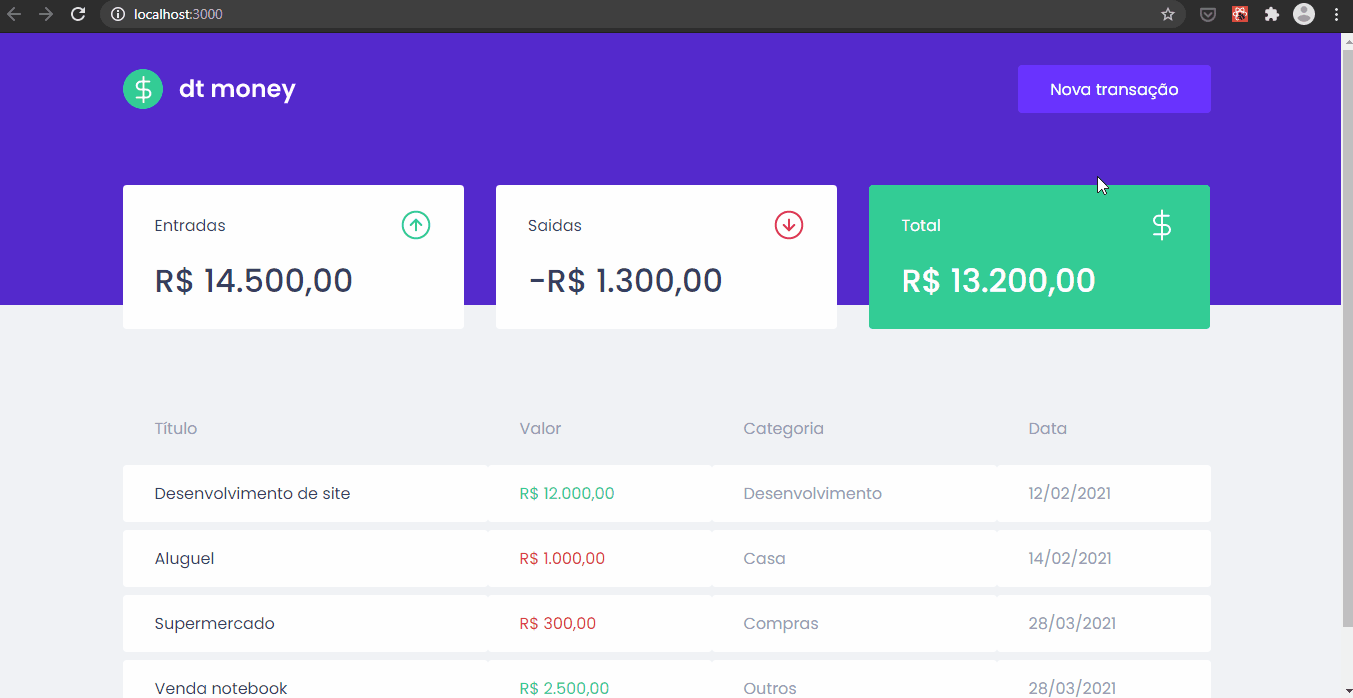 localhost:3000
dt money
Nova transação
Entradas
R$ 14.500,00
Saidas
-R$ 1.300,00
Total
R$ 13.200,00
Título Valor Categoria Data
Desenvolvimento de site R$ 12.000,00 Desenvolvimento 12/02/2021
Aluguel R$ 1.000,00 Casa 14/02/2021
Supermercado R$ 300,00 Compras 28/03/2021
Venda notebook R$ 2.500,00 Outros 28/03/2021